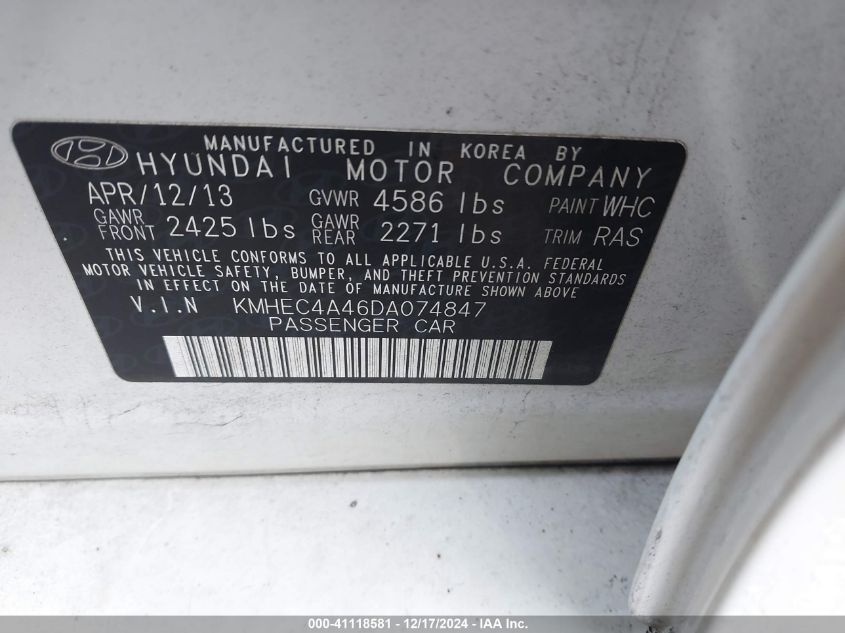 MANUFACTURED IN KOREA BY
HYUNDAI MOTOR COMPANY
APR/12/13 GVWR 4586 lbs PAINT WHC
GAWR FRONT 2425 lbs GAWR REAR 2271 lbs TRIM RAS
THIS VEHICLE CONFORMS TO ALL APPLICABLE U.S.A. FEDERAL
MOTOR VEHICLE SAFETY, BUMPER, AND THEFT PREVENTION STANDARDS
IN EFFECT ON THE DATE OF MANUFACTURE SHOWN ABOVE
V.I.N KMHEC4A46DA074847
PASSENGER CAR
000-41118581 - 12/17/2024 - IAA Inc.